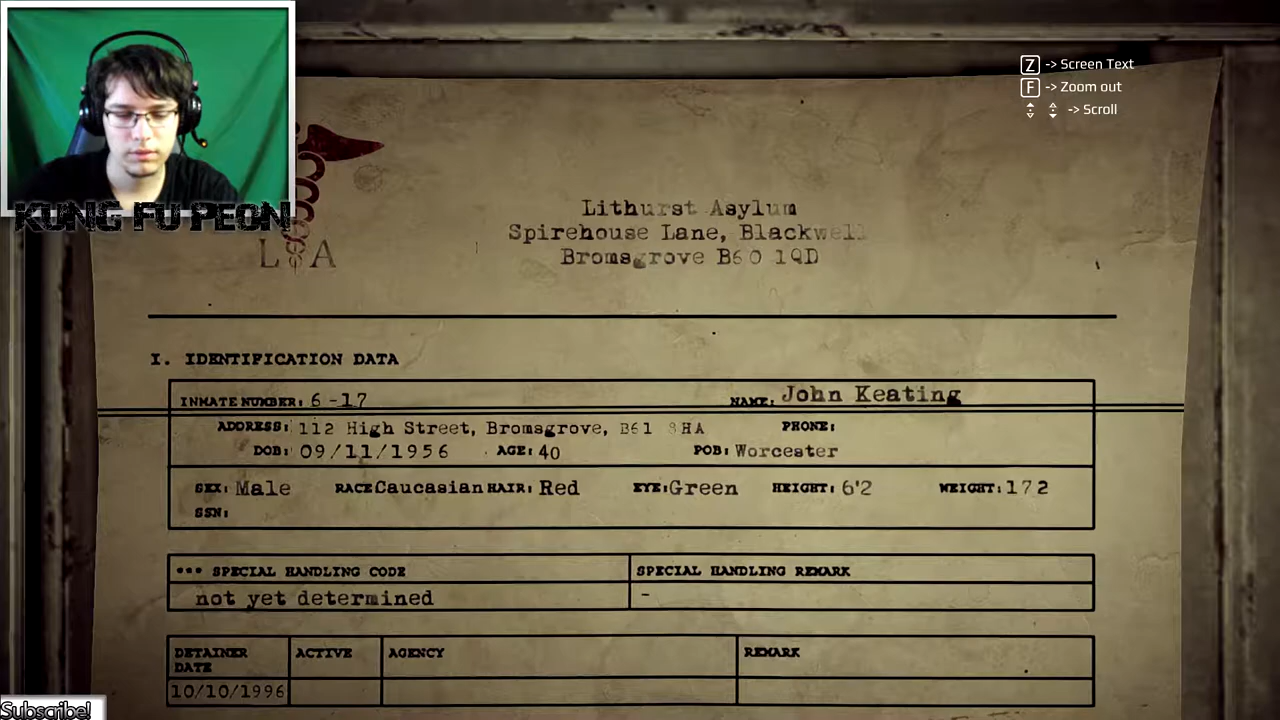 Z -> Screen Text
F -> Zoom out
-> Scroll
KUNG FU PEON
L A
Lithurst Asylum
Spirehouse Lane, Blackwell
Bromsgrove B60 1QD
I. IDENTIFICATION DATA
INMATE NUMBER: 6-17 NAME: John Keating
ADDRESS: 112 High Street, Bromsgrove, B61 8HA PHONE:
DOB: 09/11/1956 AGE: 40 POB: Worcester
SEX: Male RACE Caucasian HAIR: Red EYE: Green HEIGHT: 6'2 WEIGHT: 172
SSN:
*** SPECIAL HANDLING CODE SPECIAL HANDLING REMARK
not yet determined -
DETAINER DATE ACTIVE AGENCY REMARK
10/10/1996
Subscribe!